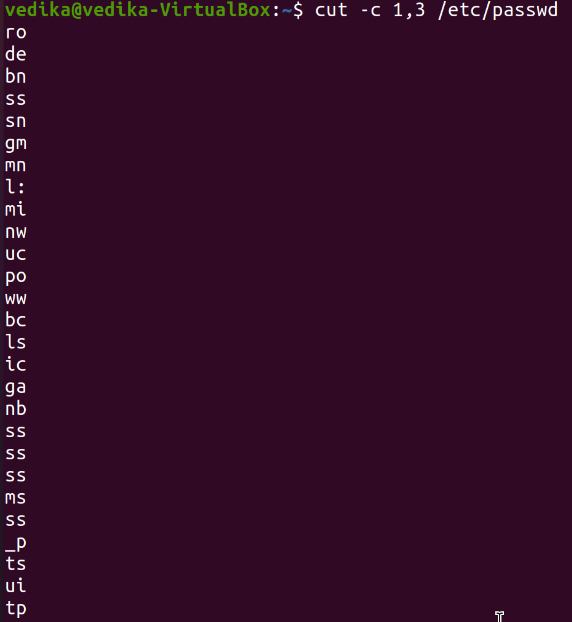 vedika@vedika-VirtualBox:~$ cut -c 1,3 /etc/passwd
ro
de
bn
ss
sn
gm
mn
l:
mi
nw
uc
po
ww
bc
ls
ic
ga
nb
ss
ss
ss
ms
ss
_p
ts
ui
tp